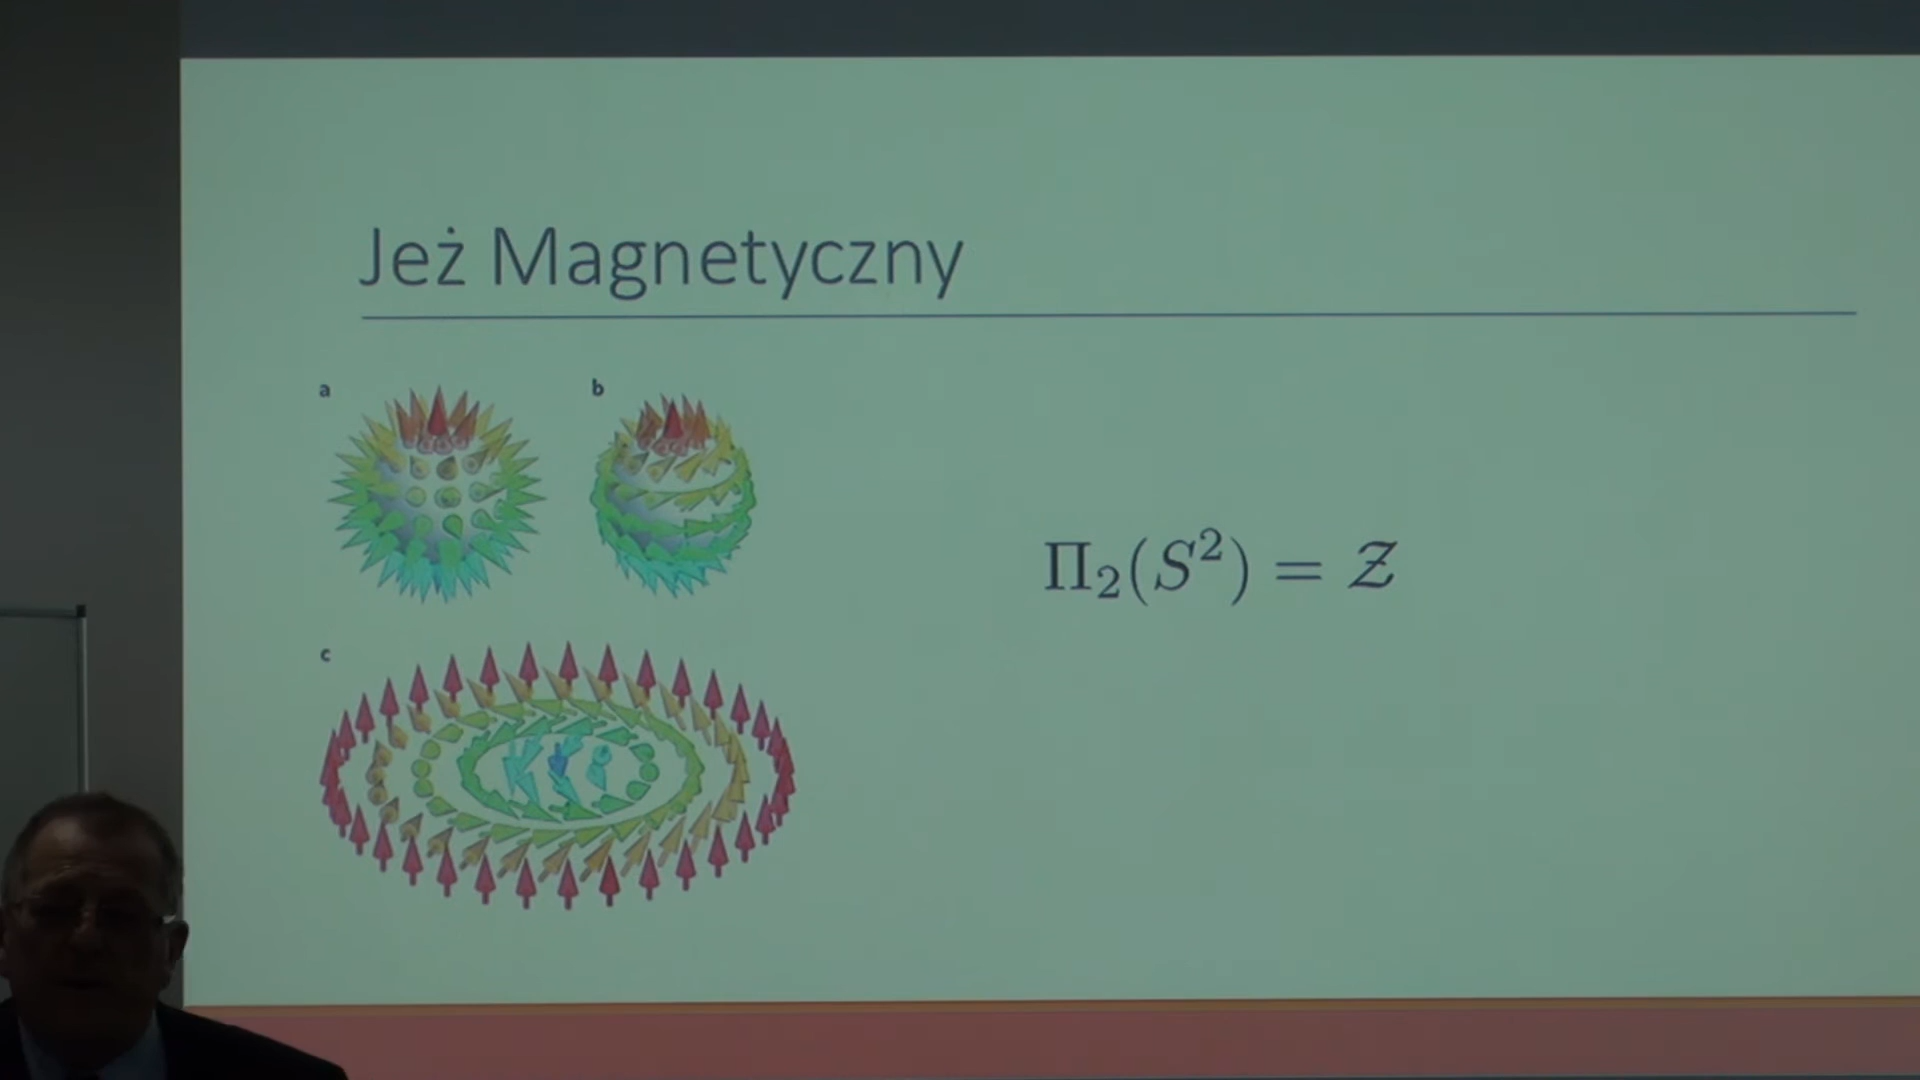 Jeż Magnetyczny
a
b
Π₂(S²) = Z
c